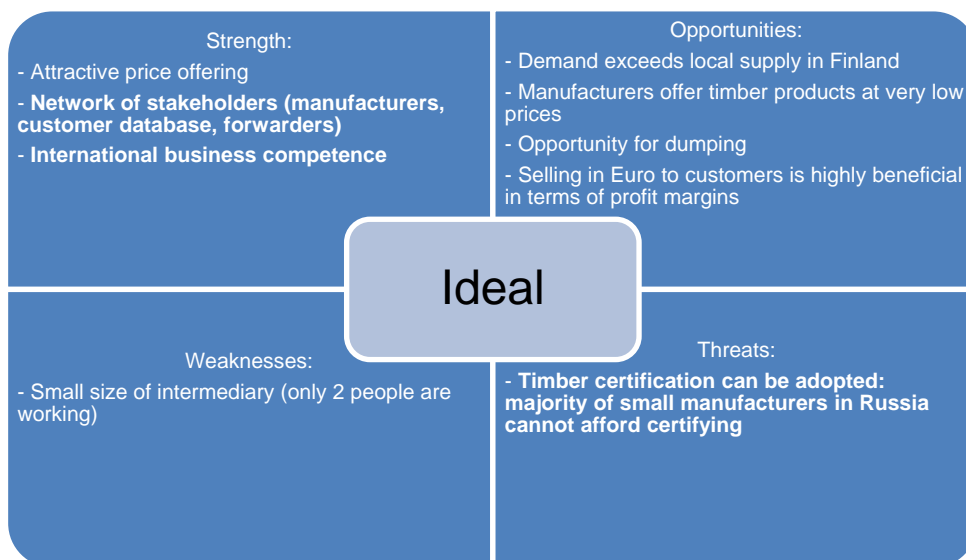 Strength:
- Attractive price offering
- Network of stakeholders (manufacturers,
customer database, forwarders)
- International business competence
Opportunities:
- Demand exceeds local supply in Finland
- Manufacturers offer timber products at very low
prices
- Opportunity for dumping
- Selling in Euro to customers is highly beneficial
in terms of profit margins
Ideal
Weaknesses:
- Small size of intermediary (only 2 people are
working)
Threats:
- Timber certification can be adopted:
majority of small manufacturers in Russia
cannot afford certifying